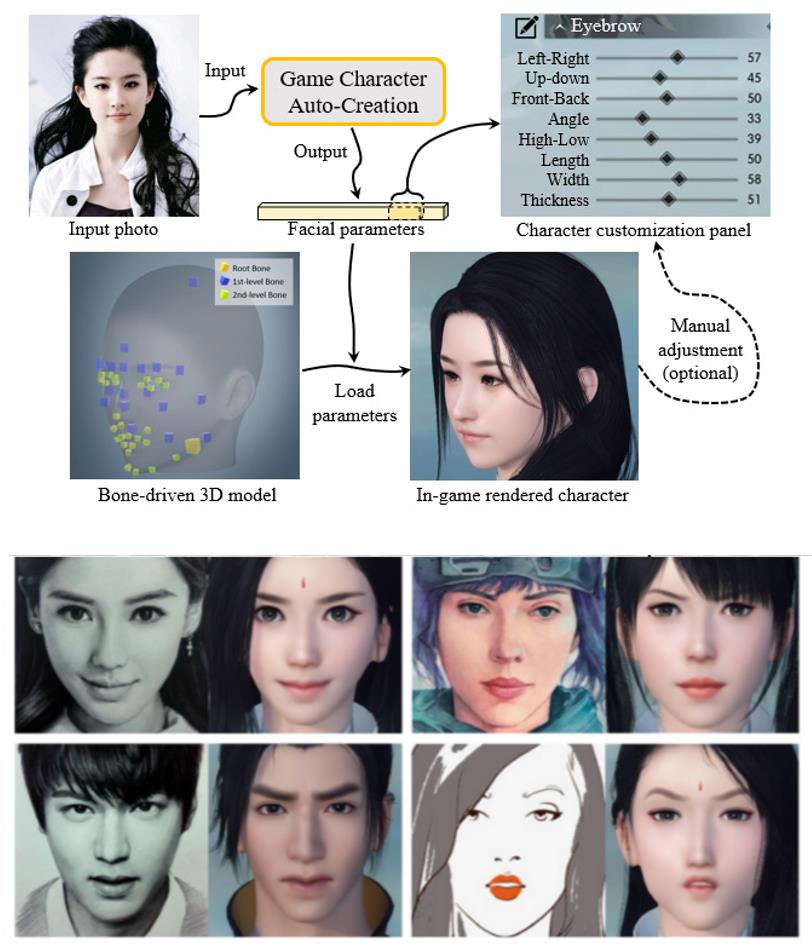 Eyebrow
Left-Right 57
Up-down 45
Front-Back 50
Angle 33
High-Low 39
Length 50
Width 58
Thickness 51
Input
Game Character
Auto-Creation
Output
Input photo
Facial parameters
Character customization panel
Root Bone
1st-level Bone
2nd-level Bone
Manual
adjustment
(optional)
Load
parameters
Bone-driven 3D model
In-game rendered character